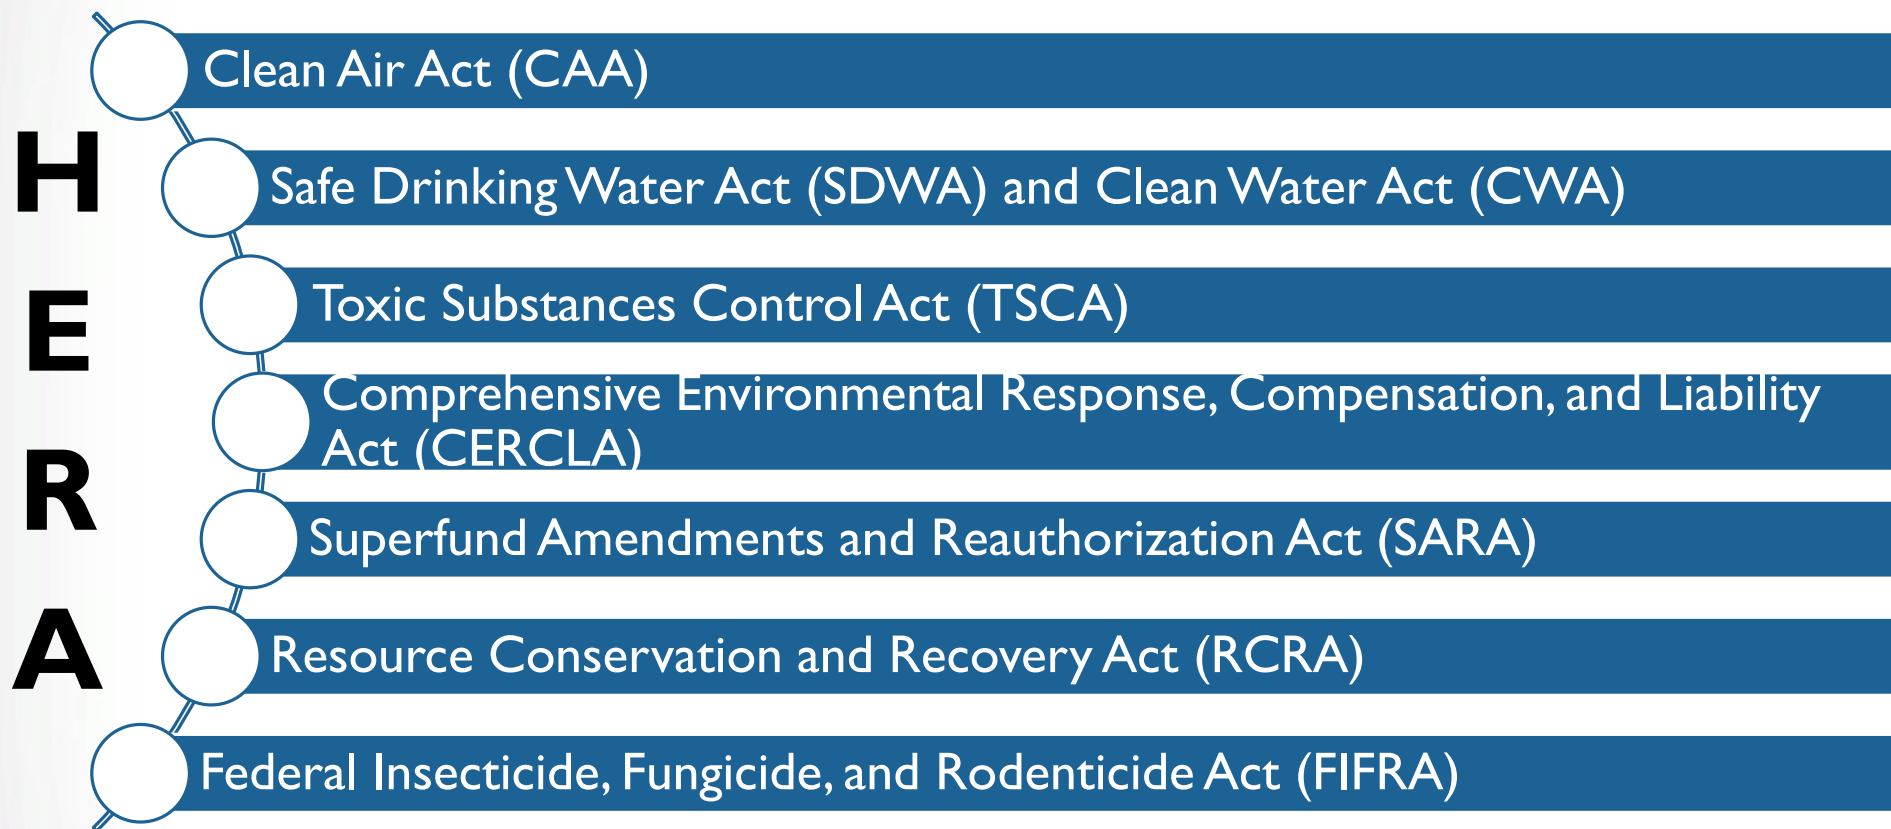 H
E
R
A
Clean Air Act (CAA)
Safe Drinking Water Act (SDWA) and Clean Water Act (CWA)
Toxic Substances Control Act (TSCA)
Comprehensive Environmental Response, Compensation, and Liability
Act (CERCLA)
Superfund Amendments and Reauthorization Act (SARA)
Resource Conservation and Recovery Act (RCRA)
Federal Insecticide, Fungicide, and Rodenticide Act (FIFRA)